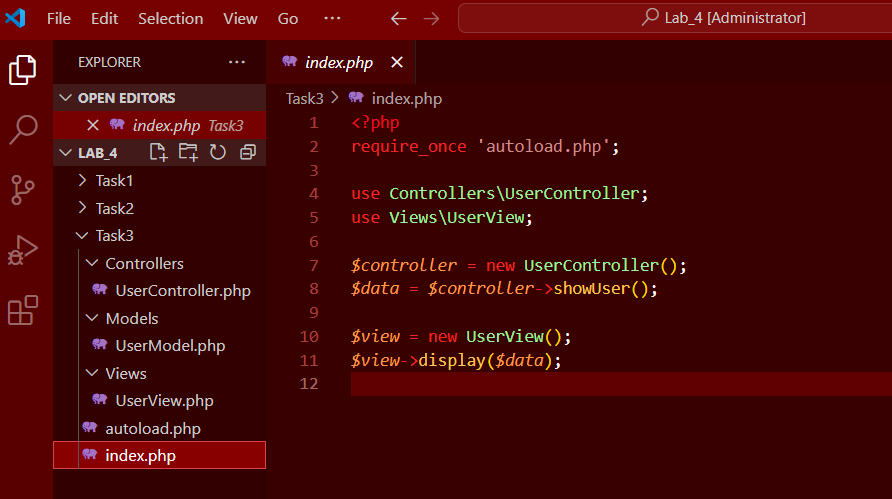 File Edit Selection View Go ... Lab_4 [Administrator]
EXPLORER ...
OPEN EDITORS
index.php Task3
LAB_4
Task1
Task2
Task3
Controllers
UserController.php
Models
UserModel.php
Views
UserView.php
autoload.php
index.php
index.php
Task3 > index.php
1 <?php
2 require_once 'autoload.php';
3
4 use Controllers\UserController;
5 use Views\UserView;
6
7 $controller = new UserController();
8 $data = $controller->showUser();
9
10 $view = new UserView();
11 $view->display($data);
12